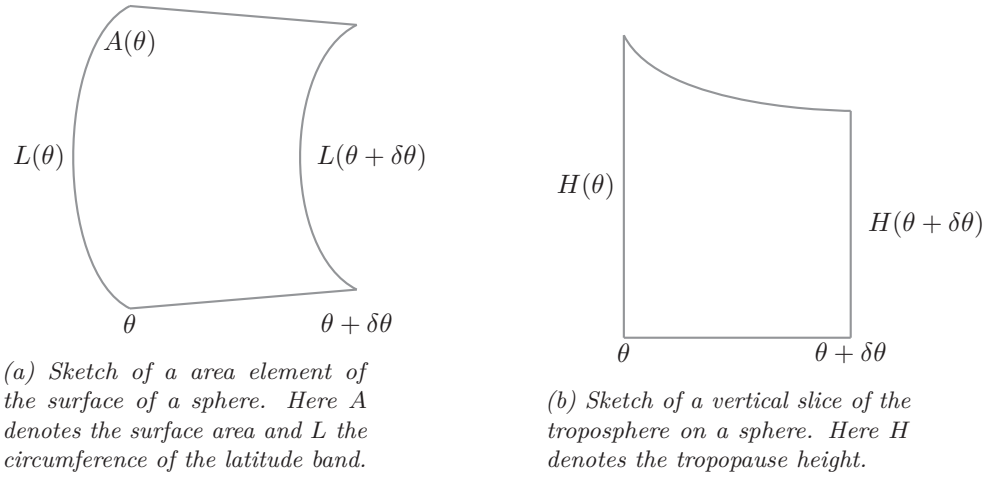 A(θ)
L(θ)
L(θ + δθ)
θ
θ + δθ
(a) Sketch of a area element of
the surface of a sphere. Here A
denotes the surface area and L the
circumference of the latitude band.
H(θ)
H(θ + δθ)
θ
θ + δθ
(b) Sketch of a vertical slice of the
troposphere on a sphere. Here H
denotes the tropopause height.